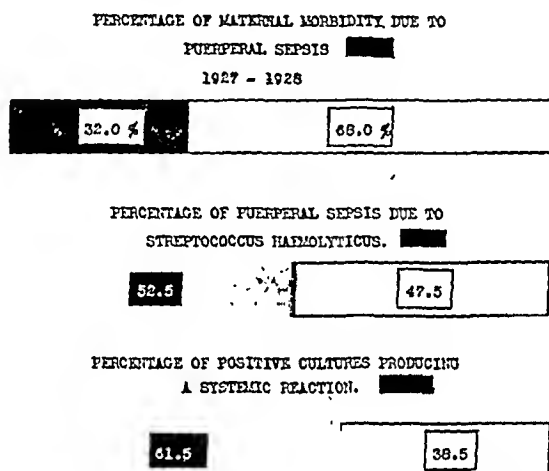 PERCENTAGE OF MATERNAL MORBIDITY DUE TO
PUERPERAL SEPSIS
1927 - 1928
32.0 % 68.0 %
PERCENTAGE OF PUERPERAL SEPSIS DUE TO
STREPTOCOCCUS HAEMOLYTICUS.
52.5 47.5
PERCENTAGE OF POSITIVE CULTURES PRODUCING
A SYSTEMIC REACTION.
61.5 38.5